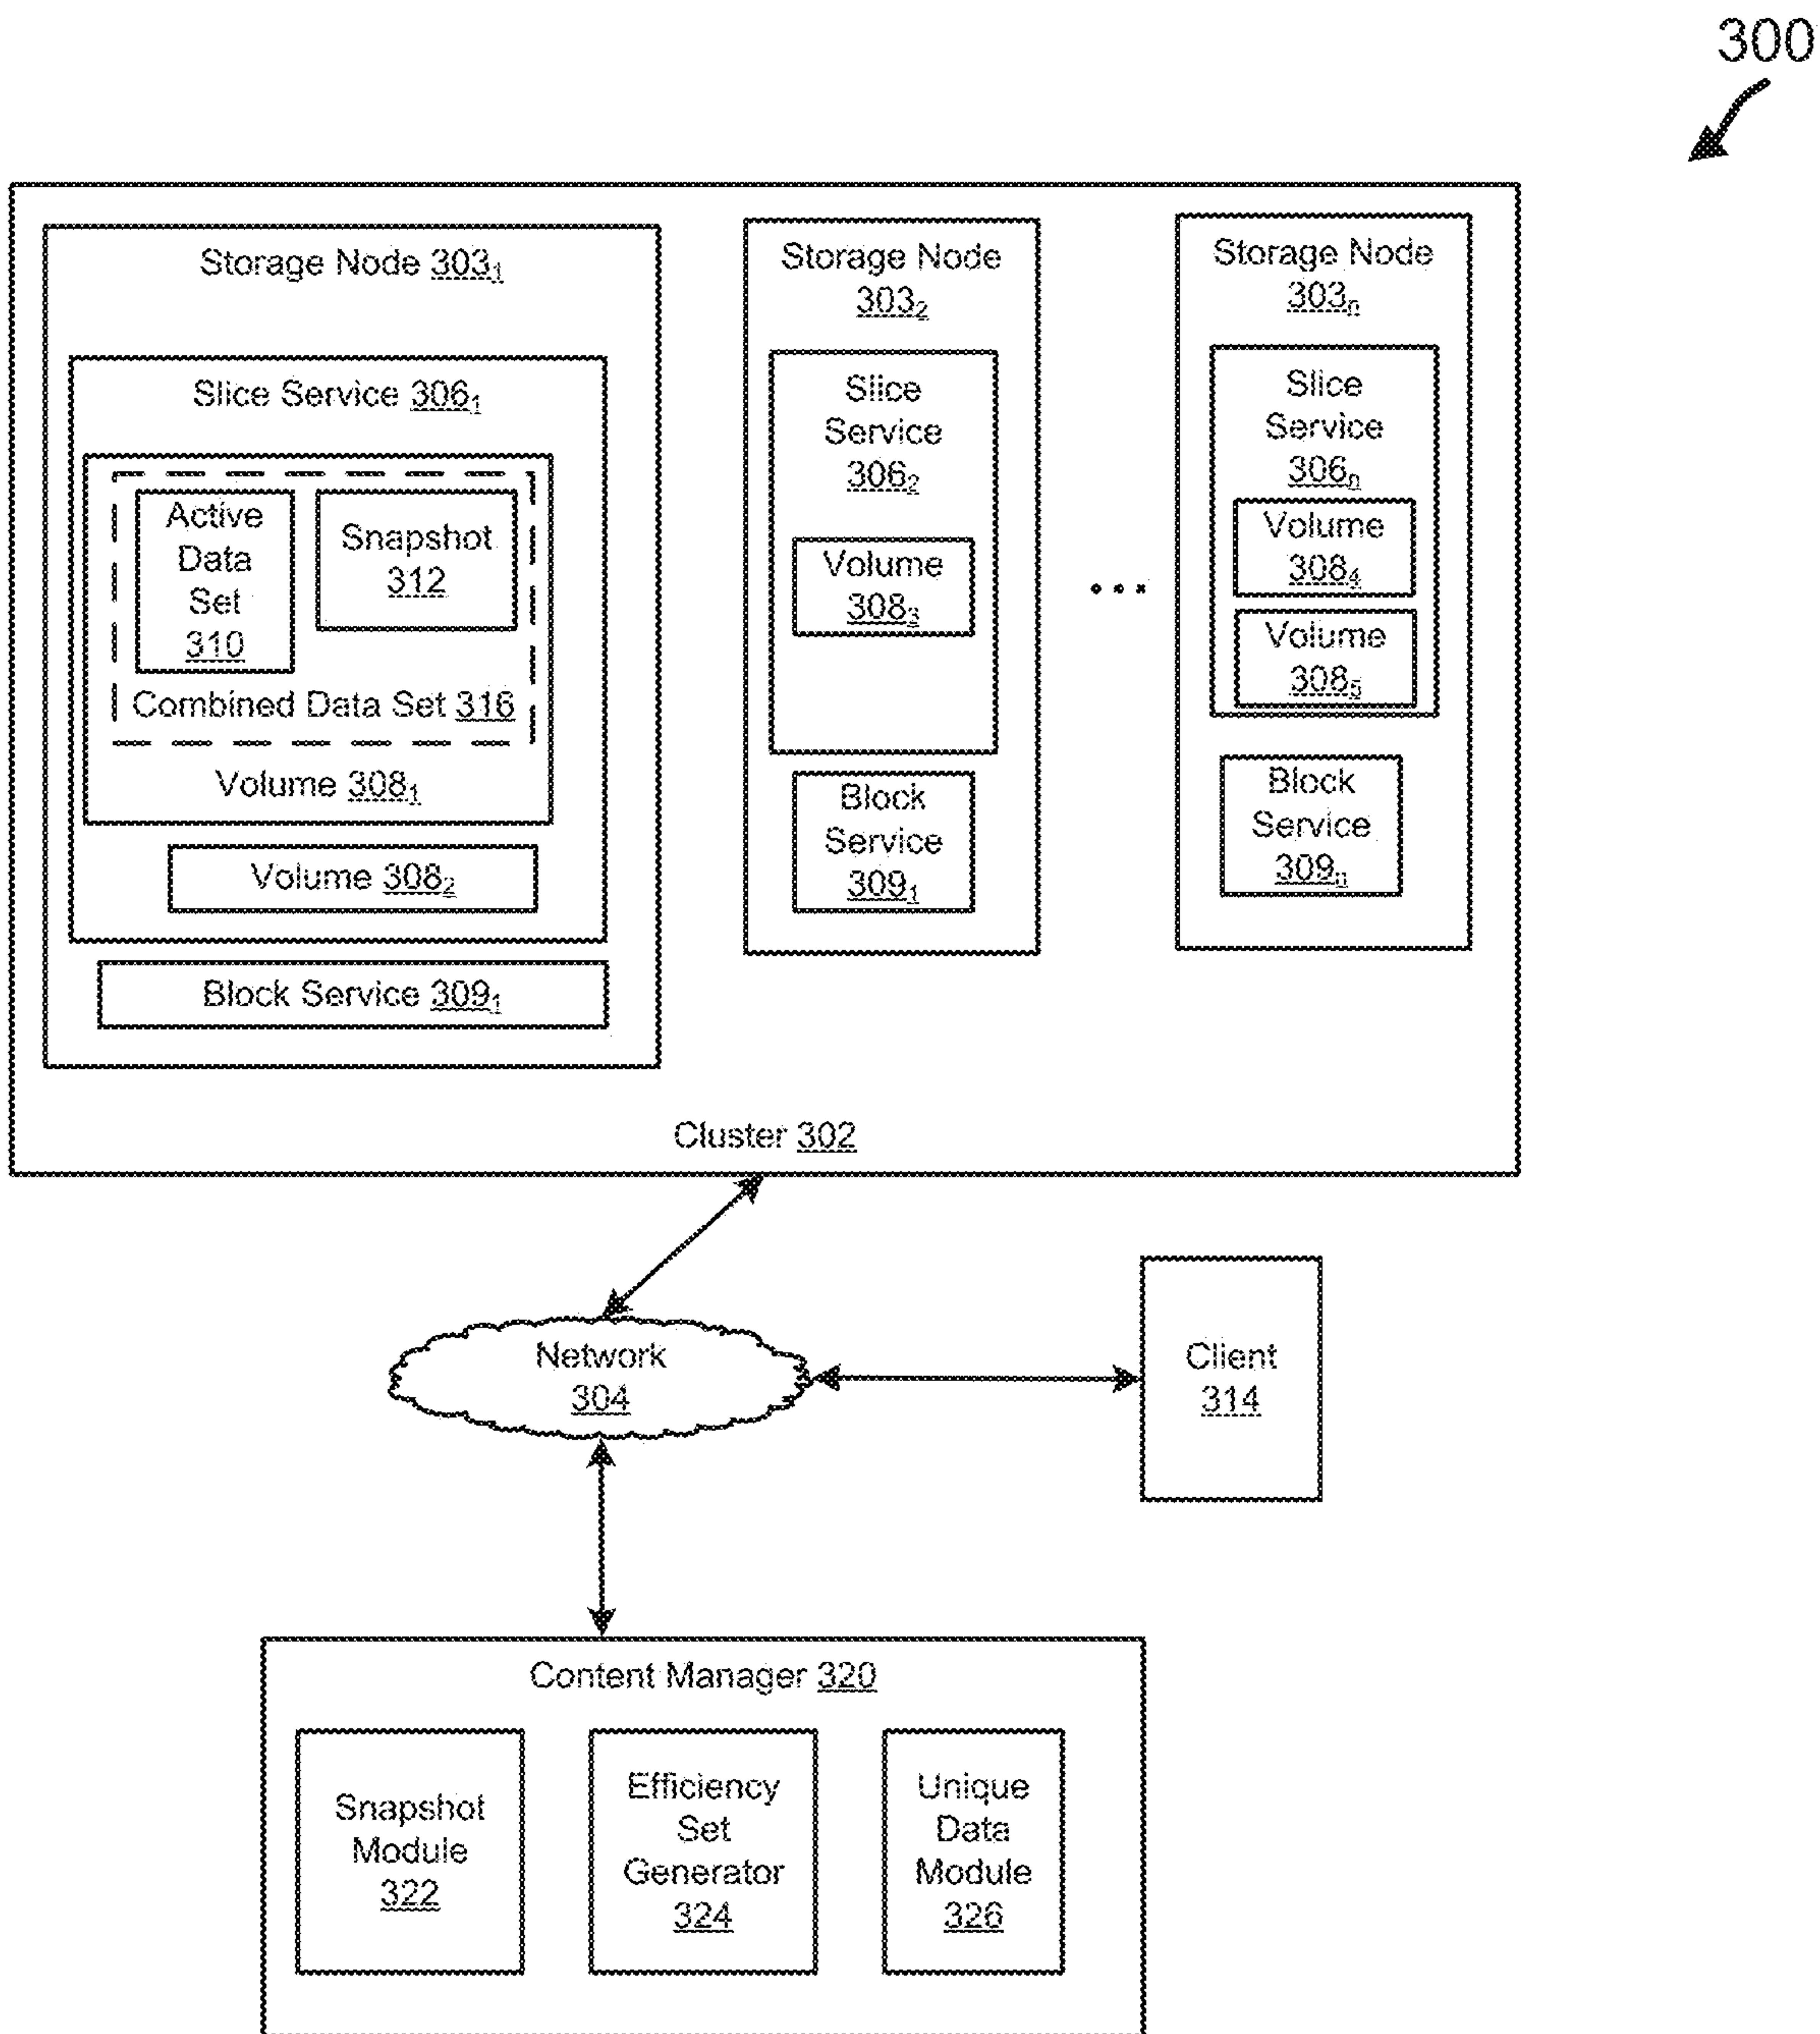 300
Storage Node 303₁
Slice Service 306₁
Active
Data
Set
310
Snapshot
312
Combined Data Set 316
Volume 308₁
Volume 308₂
Block Service 309₁
Storage Node
303₂
Slice
Service
306₂
Volume
308₃
Block
Service
309₁
...
Storage Node
303ₙ
Slice
Service
306ₙ
Volume
308₄
Volume
308₅
Block
Service
309ₙ
Cluster 302
Network
304
Client
314
Content Manager 320
Snapshot
Module
322
Efficiency
Set
Generator
324
Unique
Data
Module
326